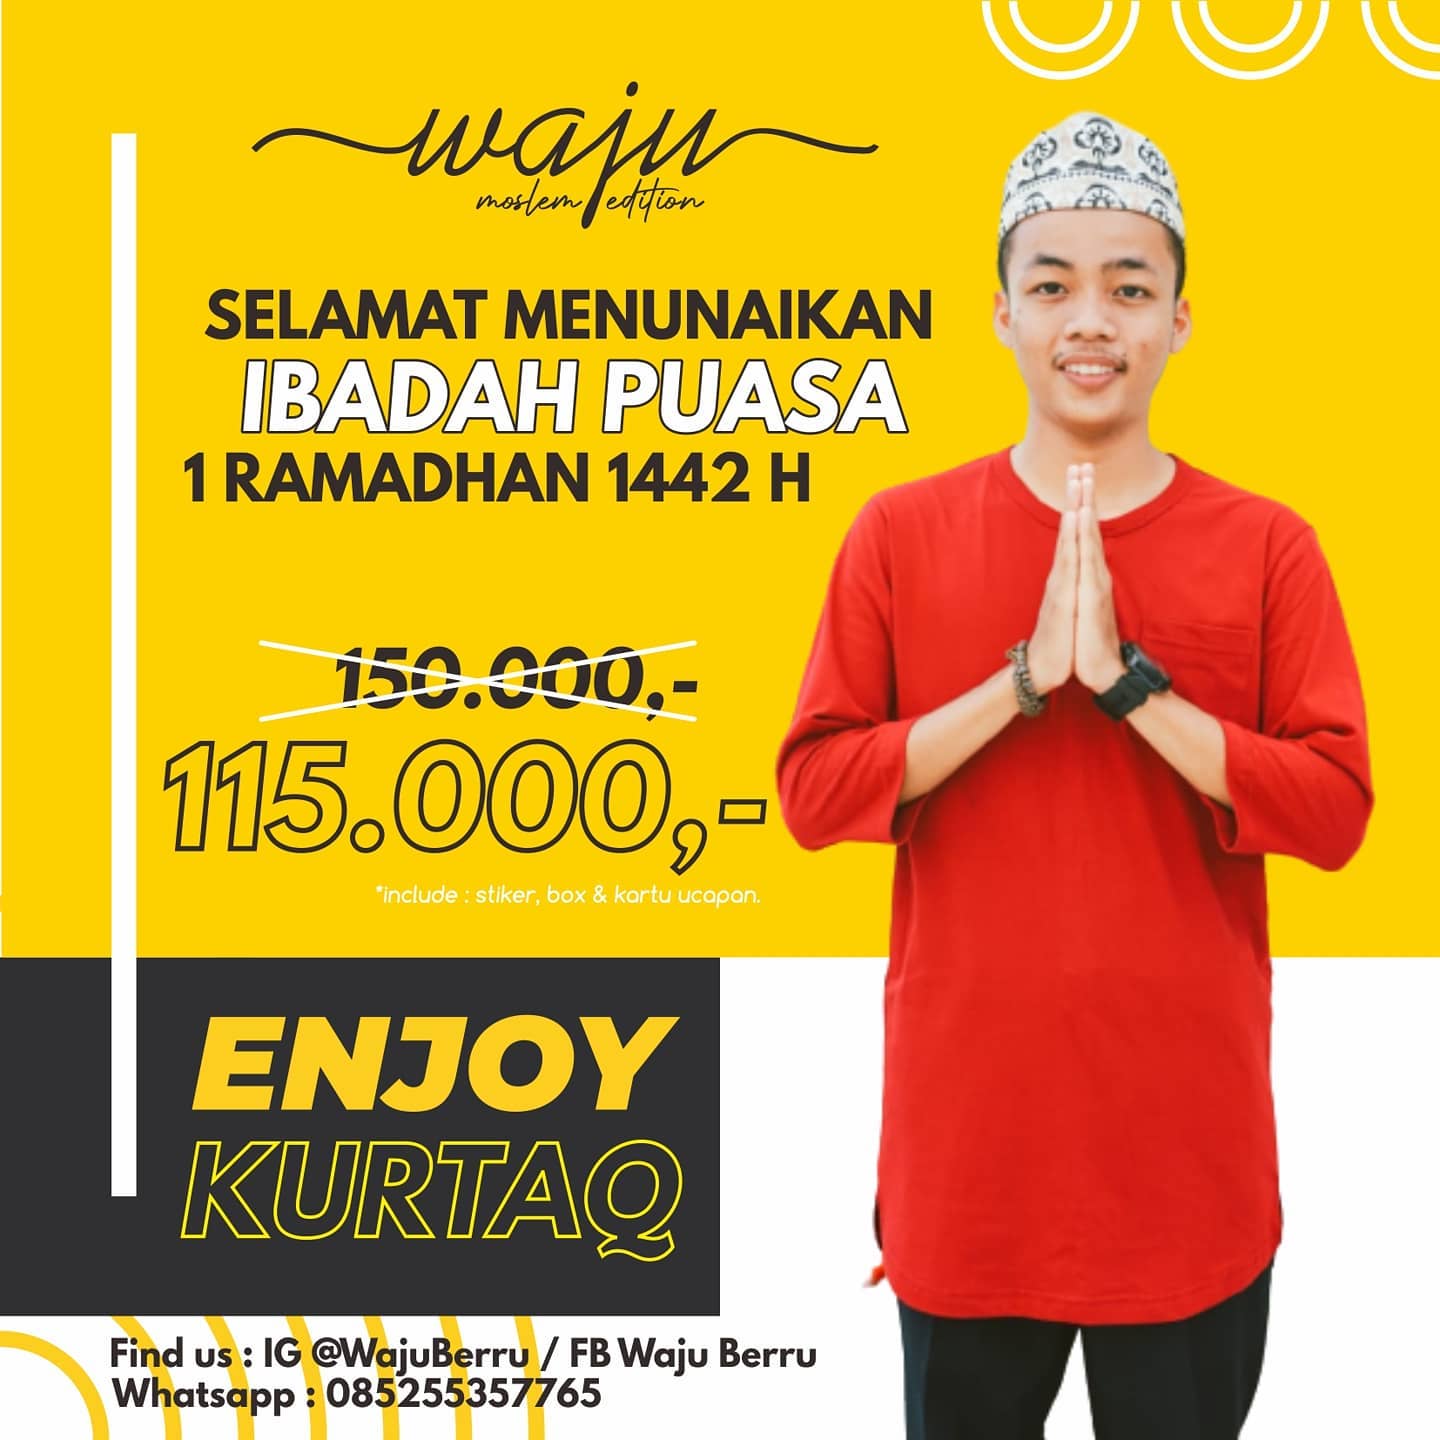 waju
moslem edition
SELAMAT MENUNAIKAN
IBADAH PUASA
1 RAMADHAN 1442 H
150.000,-
115.000,-
*include : stiker, box & kartu ucapan.
ENJOY
KURTAQ
Find us : IG @WajuBerru / FB Waju Berru
Whatsapp : 085255357765